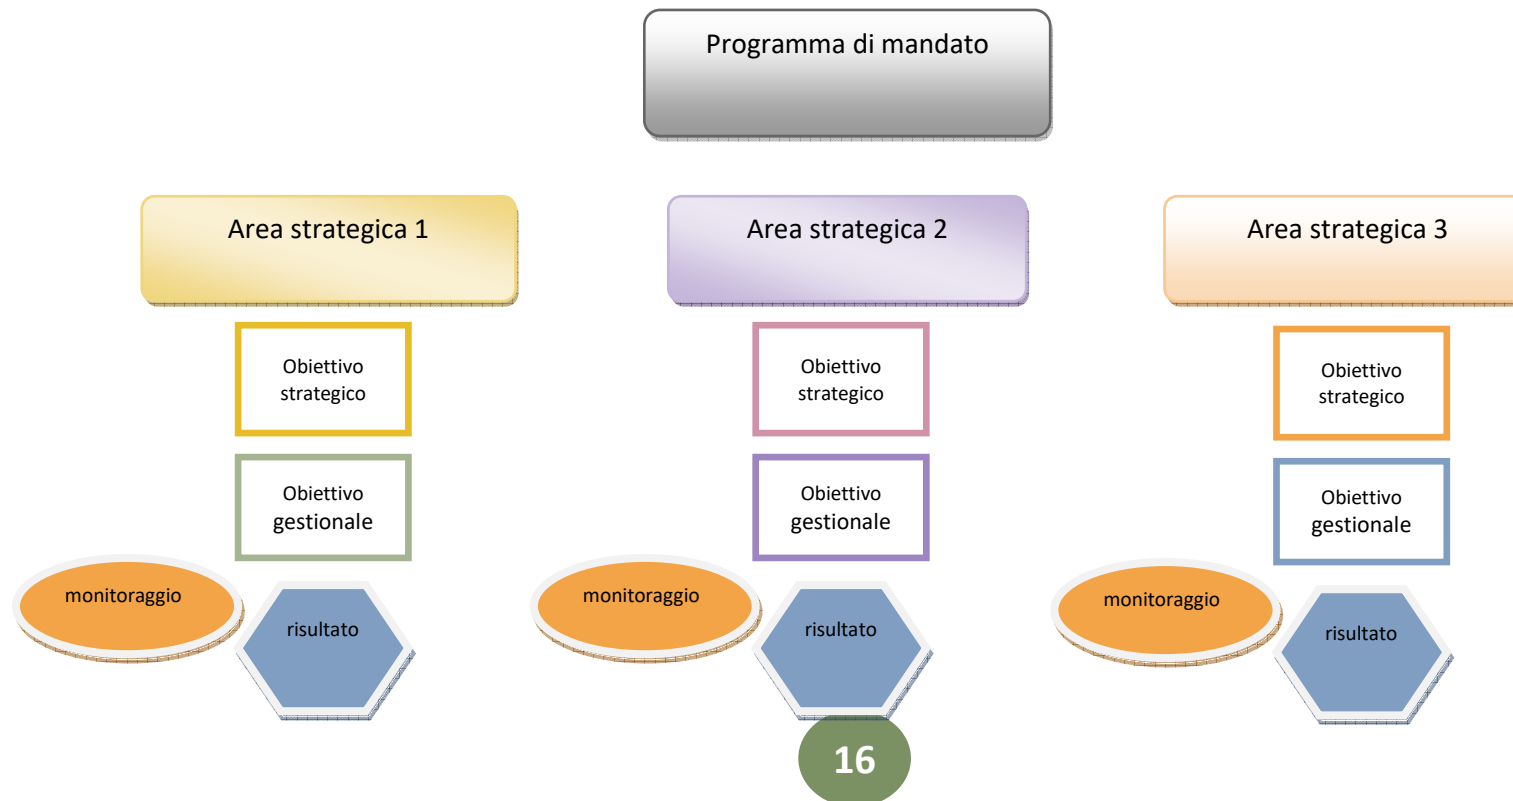 Programma di mandato
Area strategica 1
Area strategica 2
Area strategica 3
Obiettivo
strategico
Obiettivo
strategico
Obiettivo
strategico
Obiettivo
gestionale
Obiettivo
gestionale
Obiettivo
gestionale
monitoraggio
risultato
monitoraggio
risultato
monitoraggio
risultato
16